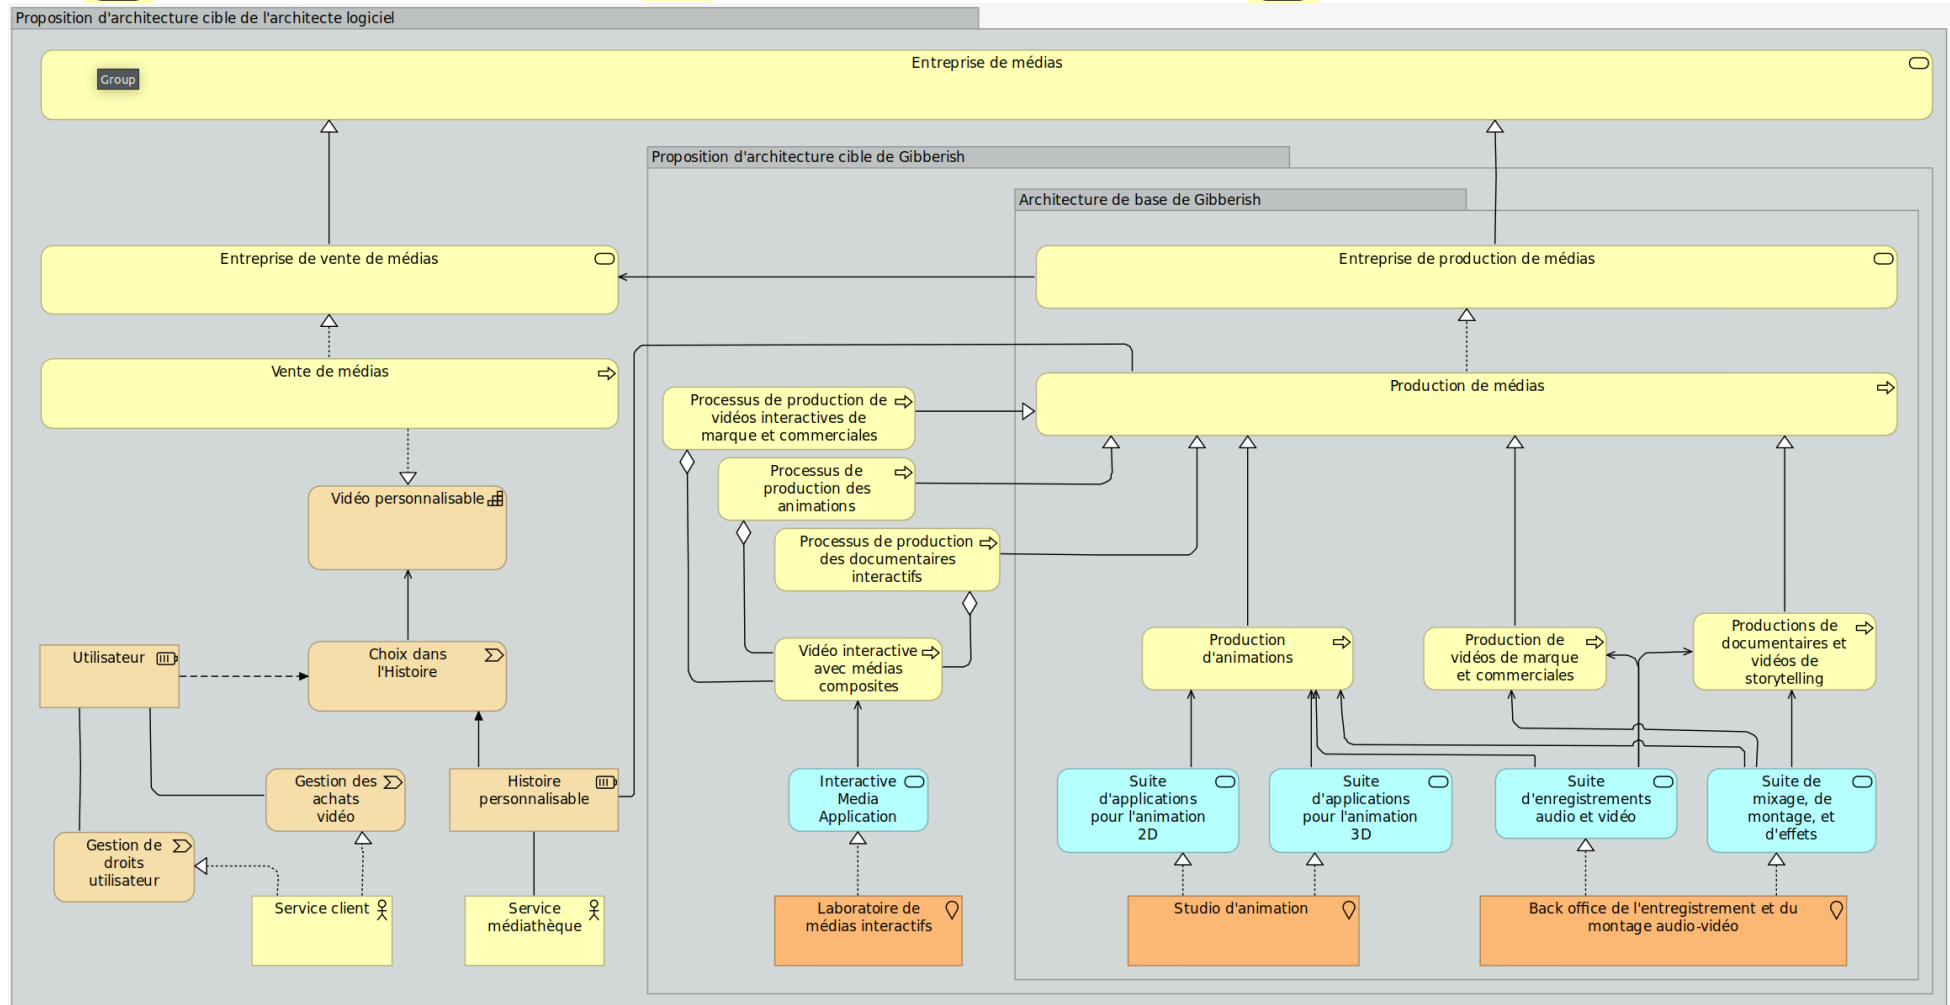 Proposition d'architecture cible de l'architecte logiciel
Entreprise de médias
Group
Proposition d'architecture cible de Gibberish
Architecture de base de Gibberish
Entreprise de vente de médias
Entreprise de production de médias
Vente de médias
Production de médias
Processus de production de
vidéos interactives de
marque et commerciales
Processus de
production des
animations
Vidéo personnalisable
Processus de production
des documentaires
interactifs
Utilisateur
Choix dans
l'Histoire
Vidéo interactive
avec médias
composites
Production
d'animations
Production de
vidéos de marque
et commerciales
Productions de
documentaires et
vidéos de
storytelling
Gestion des
achats
vidéo
Histoire
personnalisable
Interactive
Media
Application
Suite
d'applications
pour l'animation
2D
Suite
d'applications
pour l'animation
3D
Suite
d'enregistrements
audio et vidéo
Suite de
mixage, de
montage, et
d'effets
Gestion de
droits
utilisateur
Service client
Service
médiathèque
Laboratoire de
médias interactifs
Studio d'animation
Back office de l'entregistrement et du
montage audio-vidéo